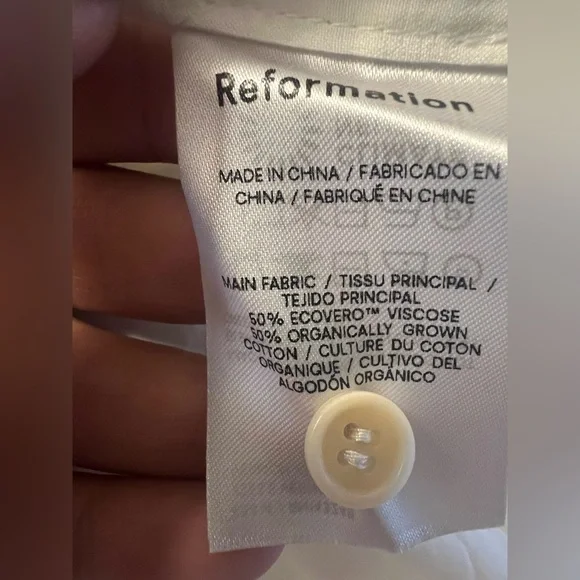 Reformation
MADE IN CHINA / FABRICADO EN
CHINA / FABRIQUÉ EN CHINE
MAIN FABRIC / TISSU PRINCIPAL /
TEJIDO PRINCIPAL
50% ECOVERO™ VISCOSE
50% ORGANICALLY GROWN
COTTON / CULTURE DU COTON
ORGANIQUE / CULTIVO DEL
ALGODÓN ORGÁNICO